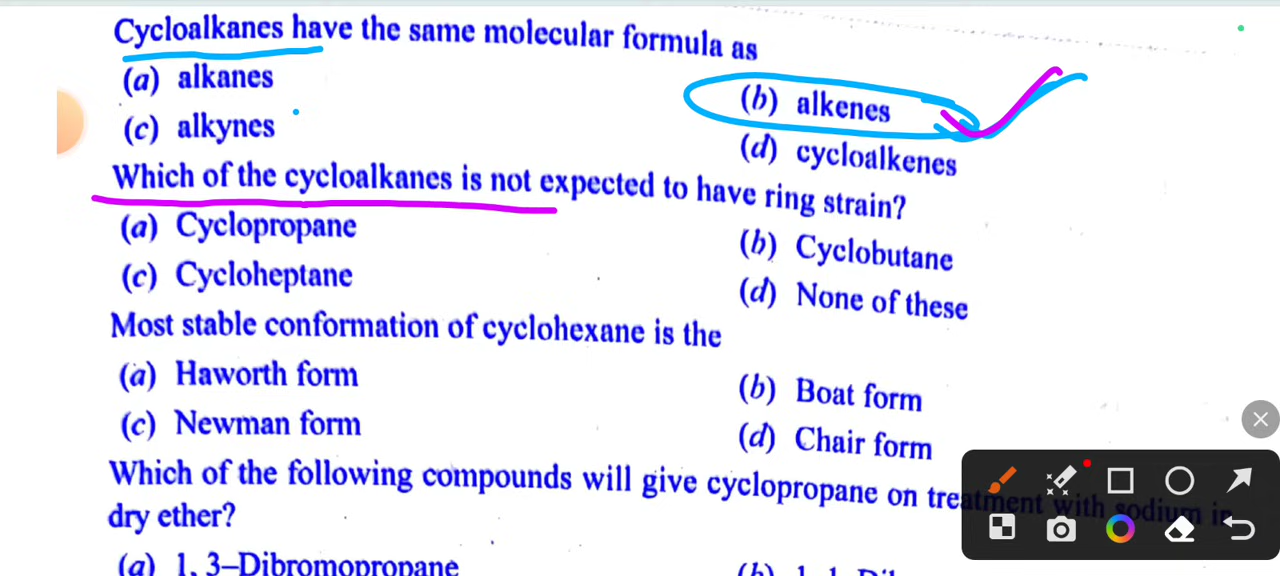 Cycloalkanes have the same molecular formula as
(a) alkanes
(b) alkenes
(c) alkynes
(d) cycloalkenes
Which of the cycloalkanes is not expected to have ring strain?
(a) Cyclopropane
(b) Cyclobutane
(c) Cycloheptane
(d) None of these
Most stable conformation of cyclohexane is the
(a) Haworth form
(b) Boat form
(c) Newman form
(d) Chair form
Which of the following compounds will give cyclopropane on treatment with sodium in
dry ether?
(a) 1, 3–Dibromopropane